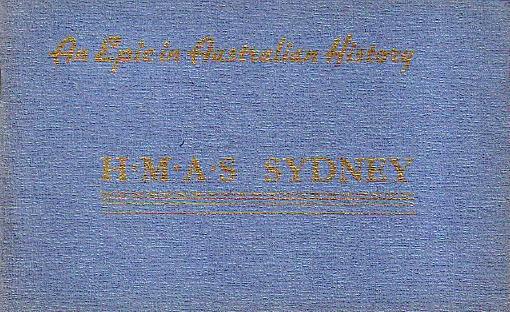 An Epic in Australian History
H·M·A·S SYDNEY